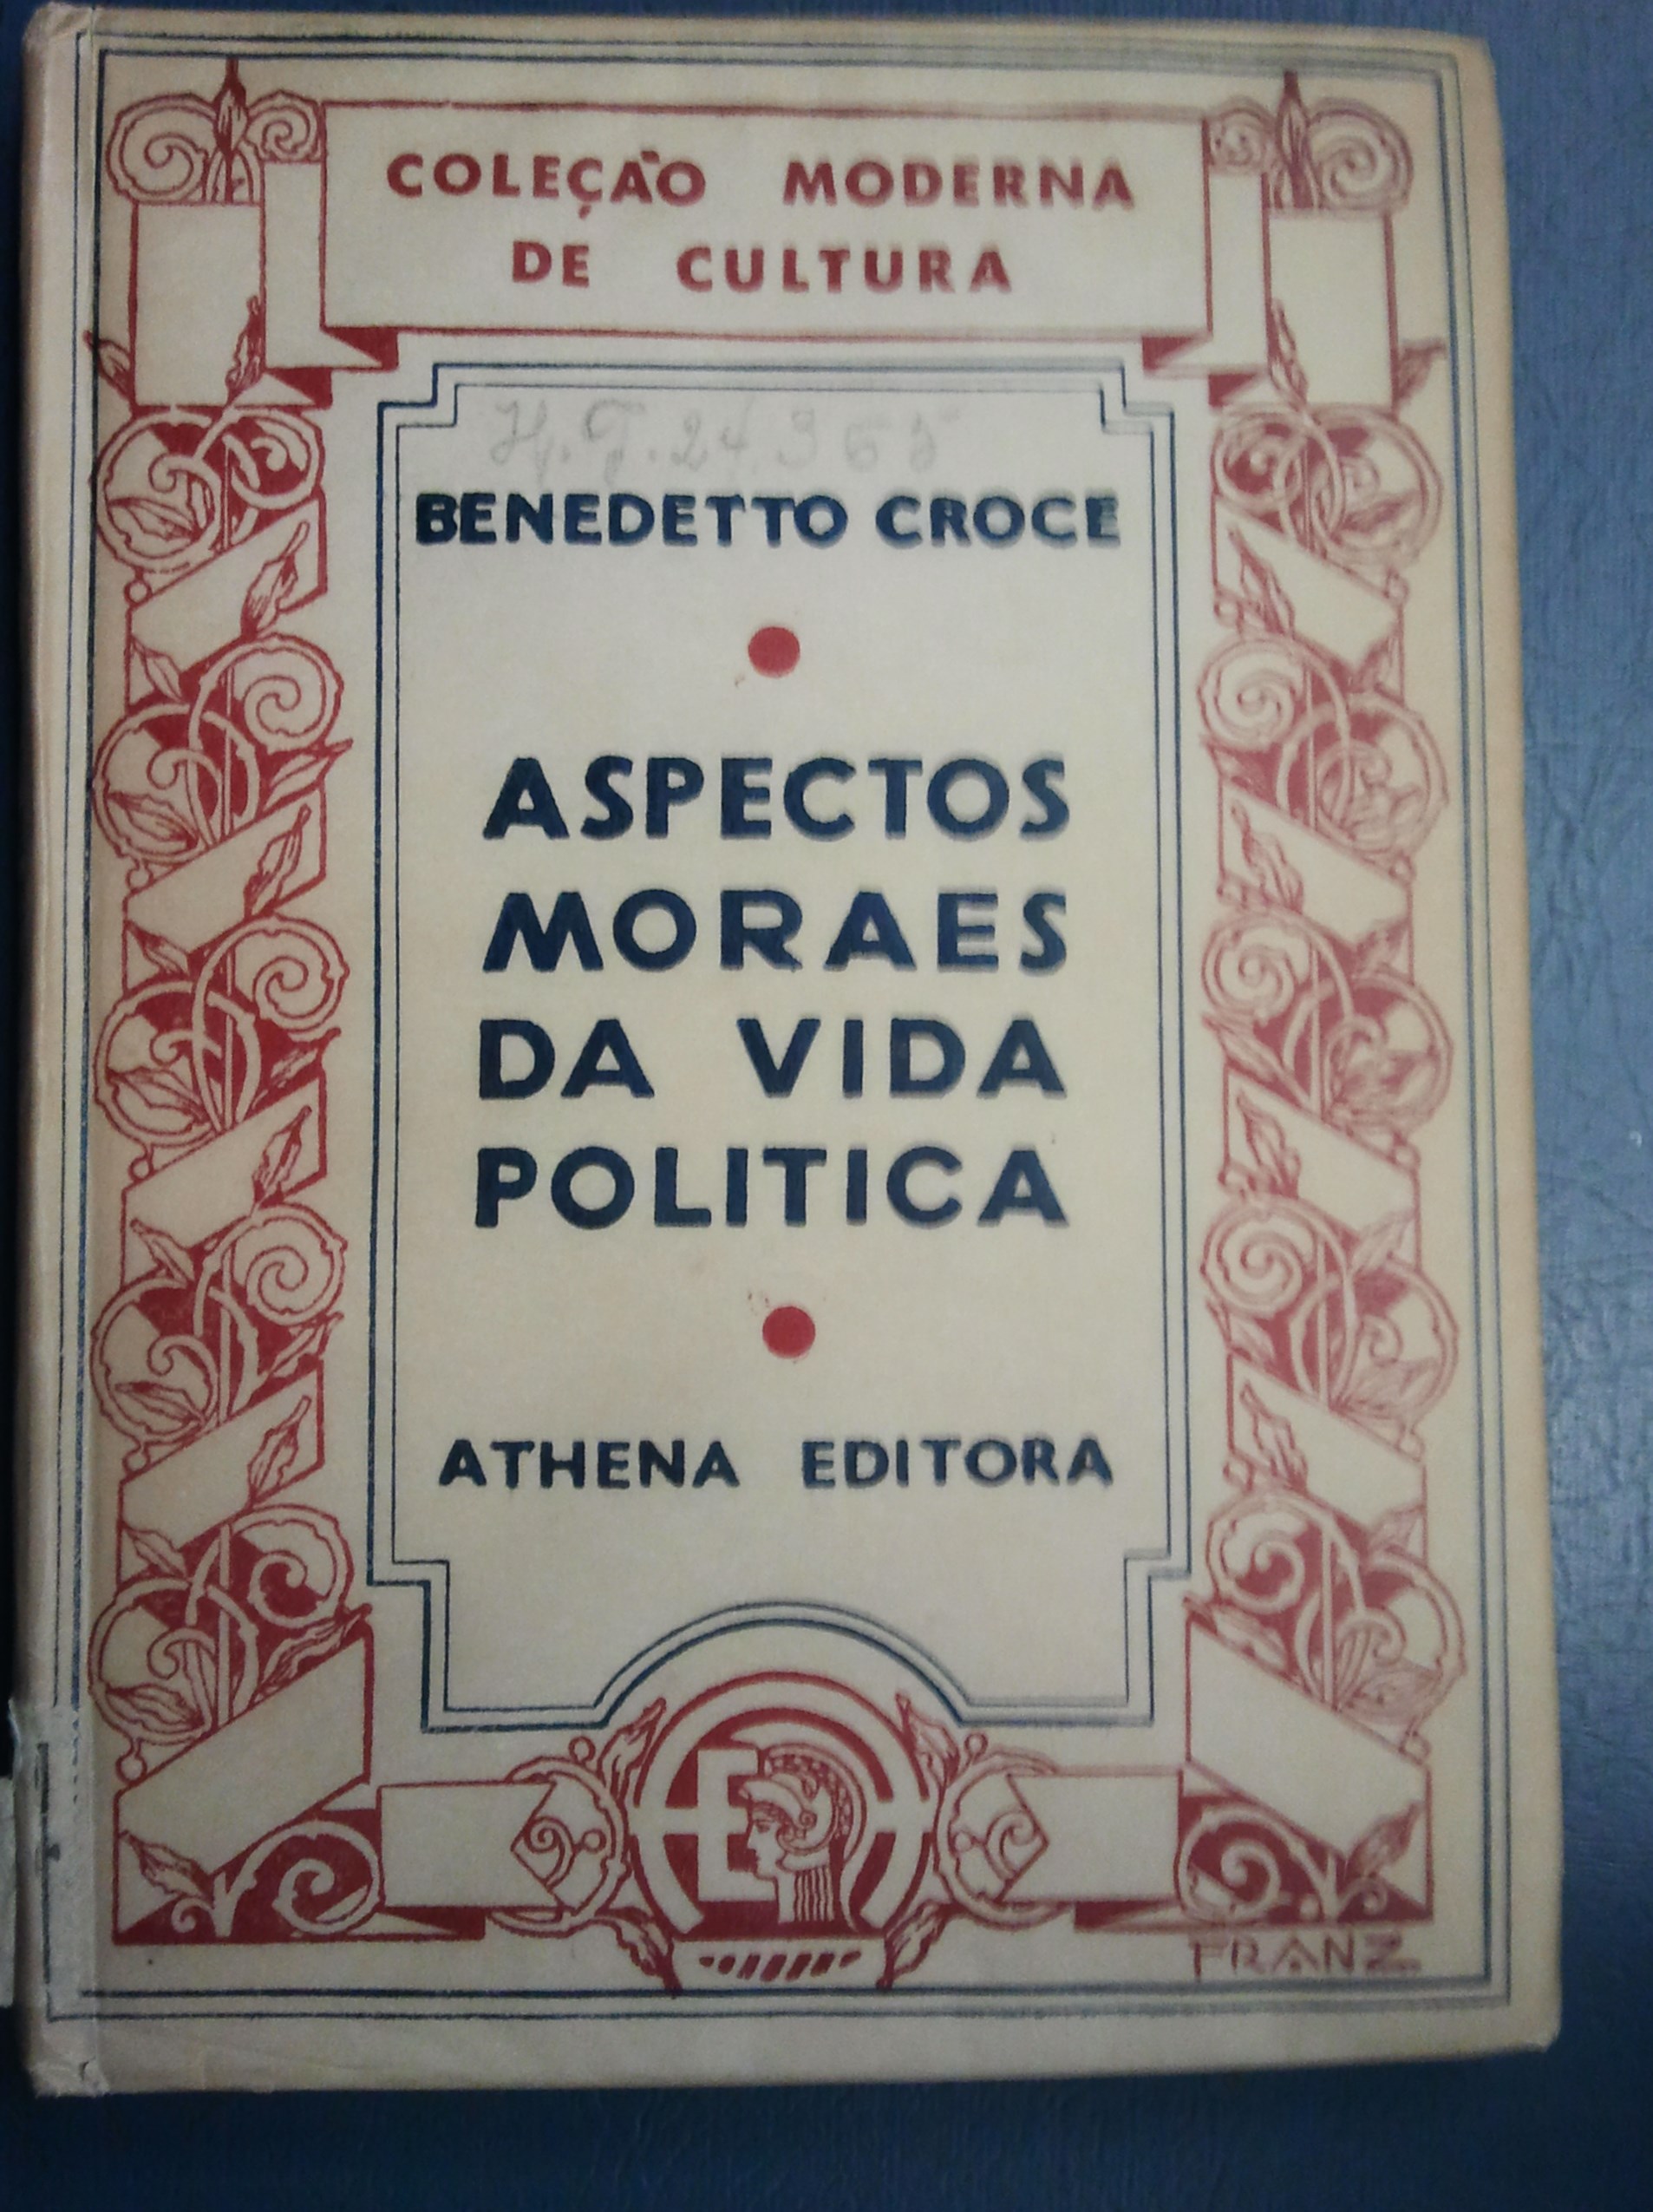 COLEÇÃO MODERNA
DE CULTURA
BENEDETTO CROCE
ASPECTOS
MORAES
DA VIDA
POLITICA
ATHENA EDITORA
FRANZ